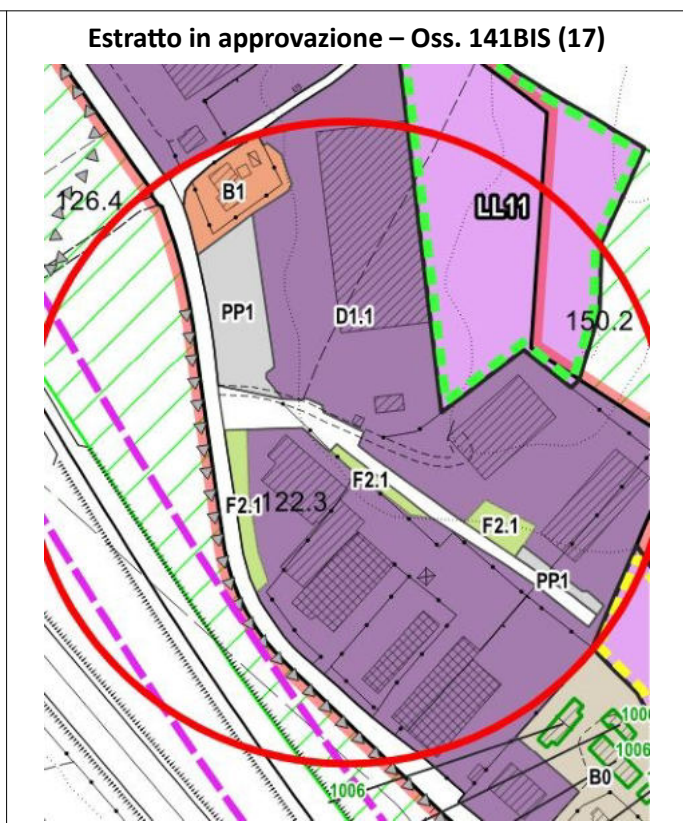 Estratto in approvazione – Oss. 141BIS (17)
126.4
B1
LL11
PP1
D1.1
150.2
F2.1
F2.1
122.3
F2.1
PP1
1006
1006
B0
1006